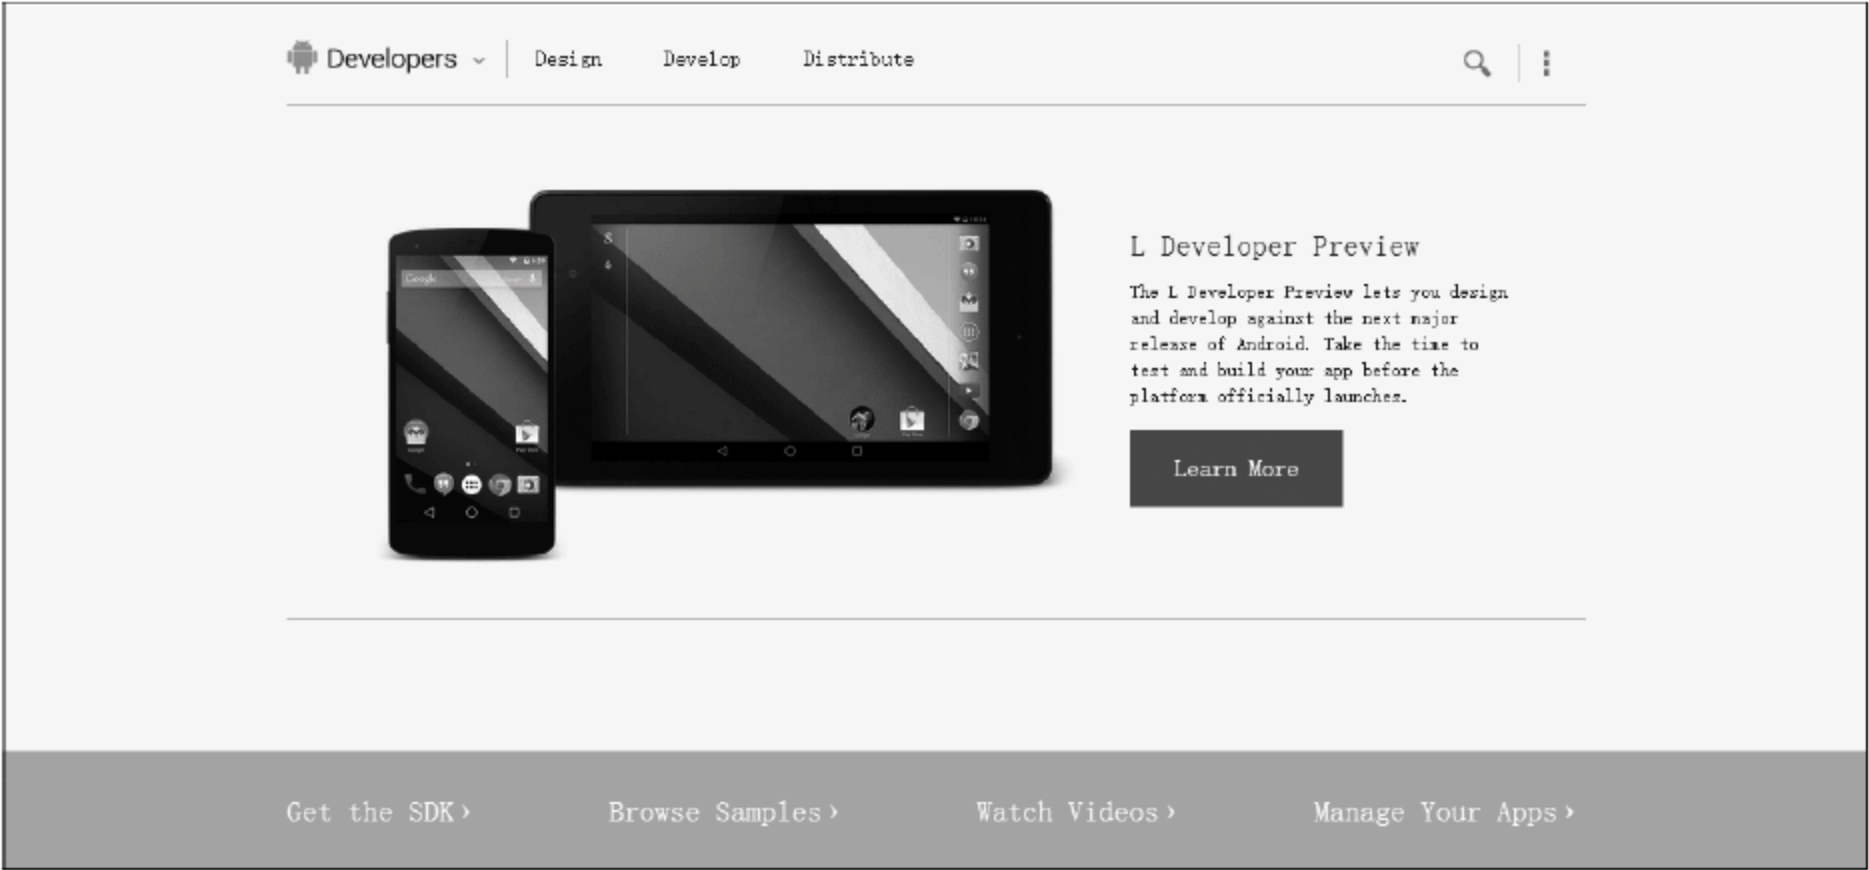 Developers
Design
Develop
Distribute
Google
L Developer Preview
The L Developer Preview lets you design
and develop against the next major
release of Android. Take the time to
test and build your app before the
platform officially launches.
Learn More
Get the SDK ›
Browse Samples ›
Watch Videos ›
Manage Your Apps ›